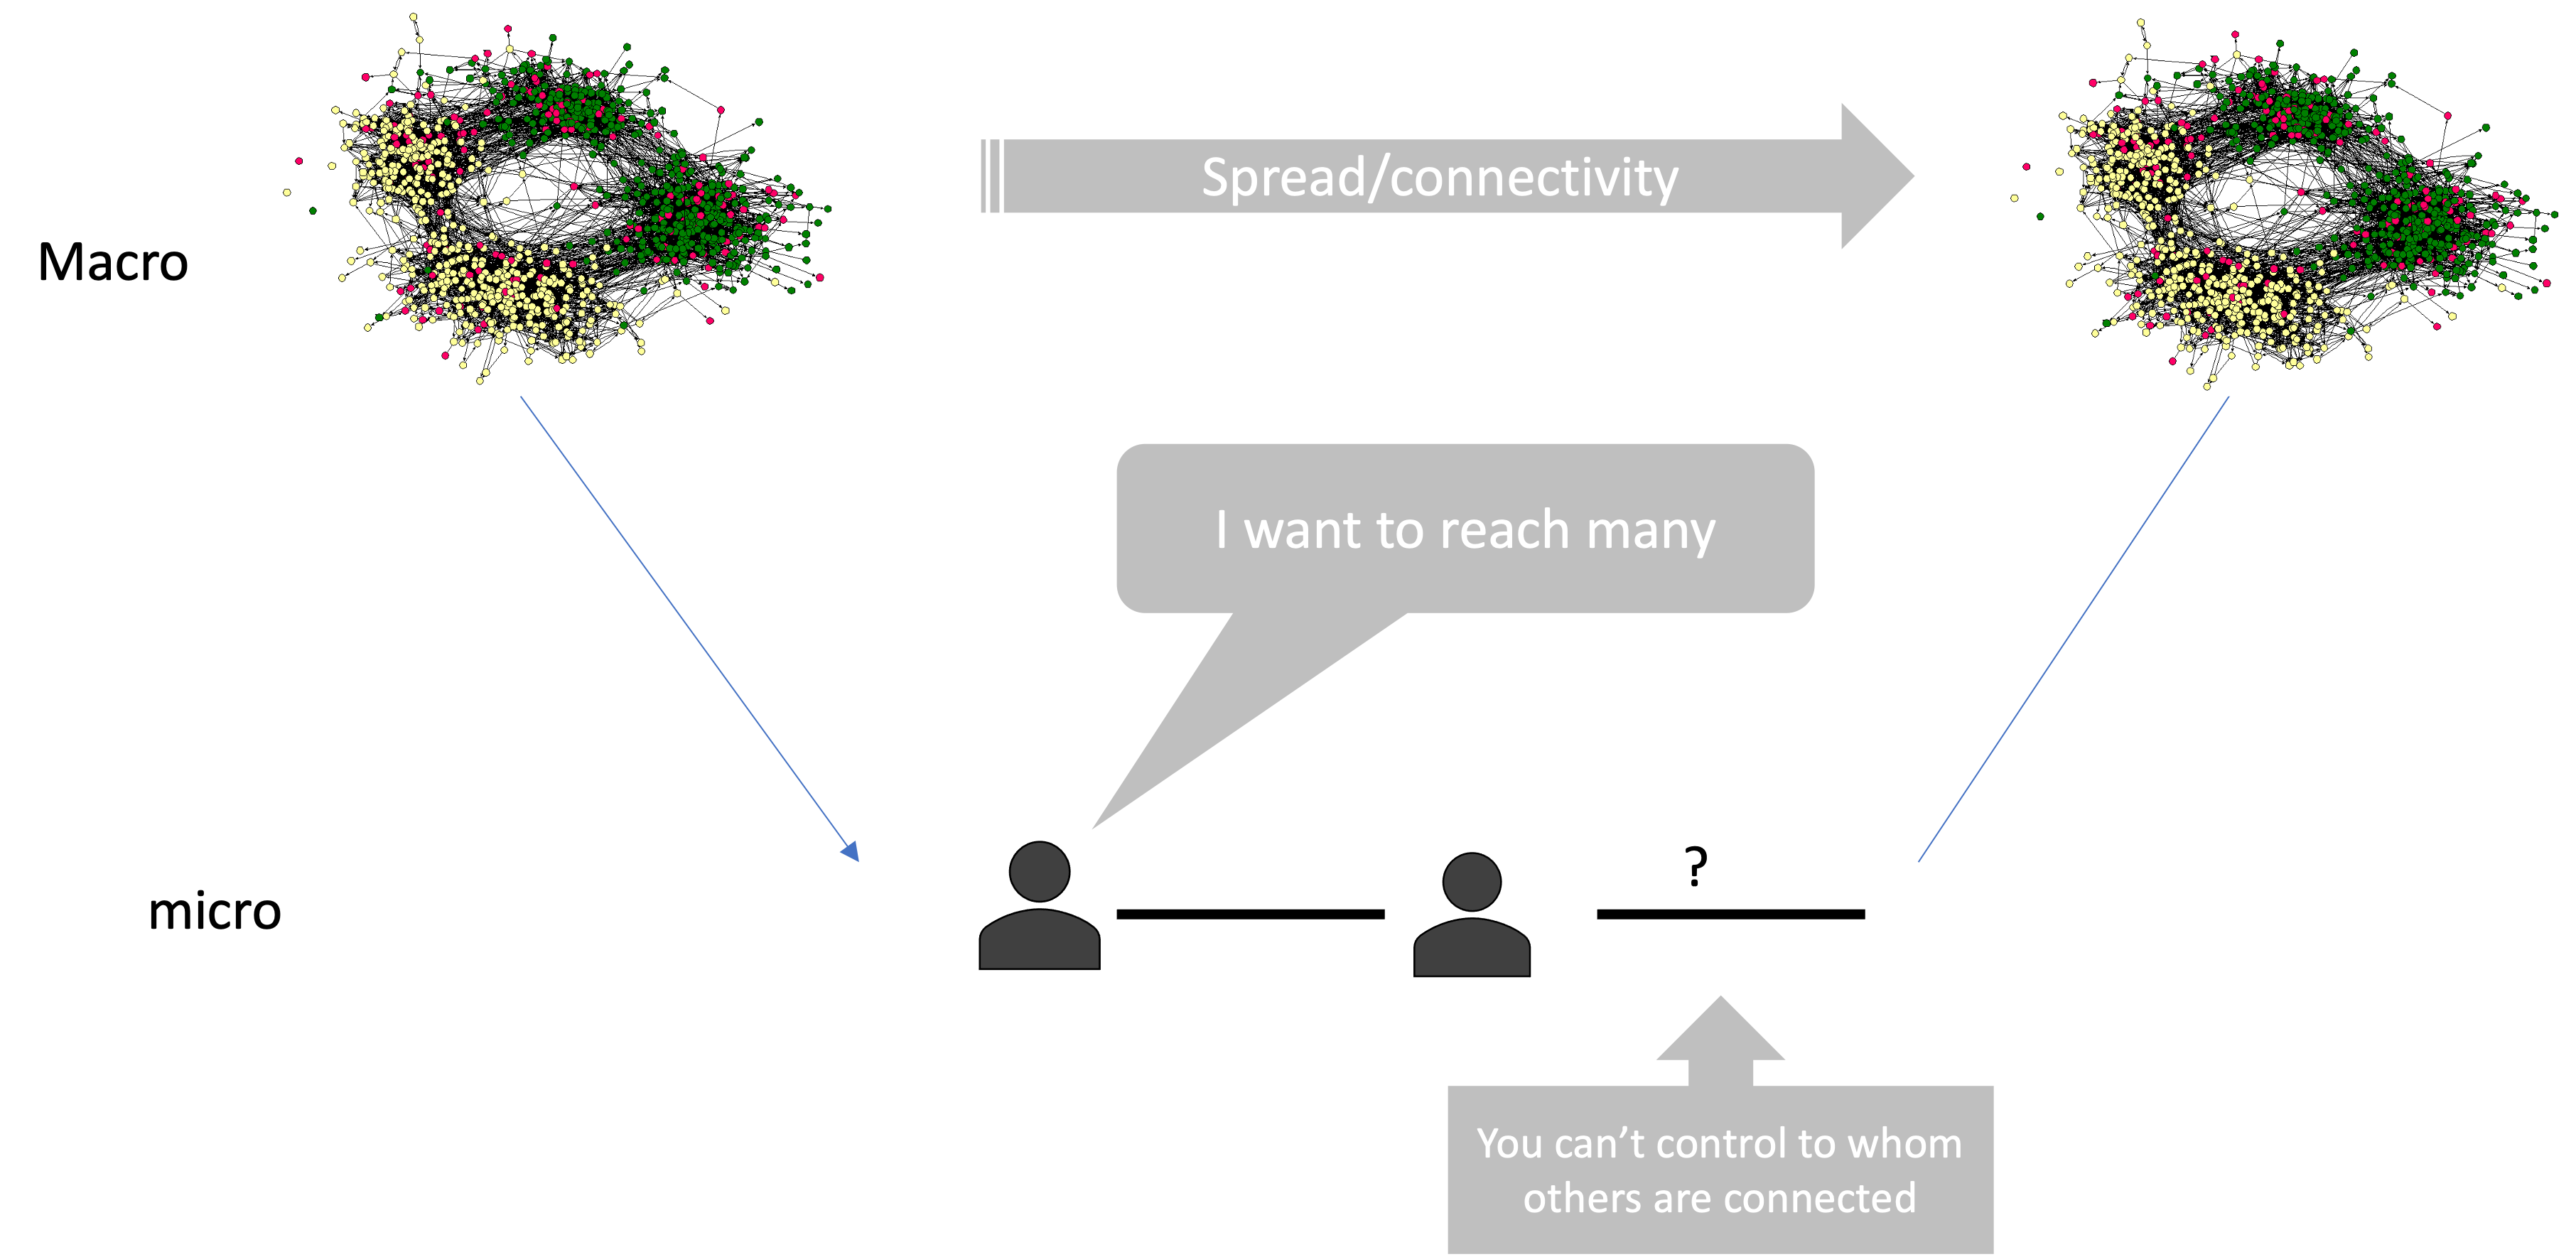 Spread/connectivity
Macro
I want to reach many
?
micro
You can’t control to whom
others are connected